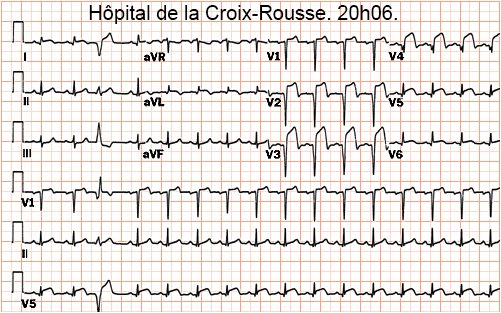 Hôpital de la Croix-Rousse. 20h06.
I aVR V1 V4
II aVL V2 V5
III aVF V3 V6
V1
II
V5